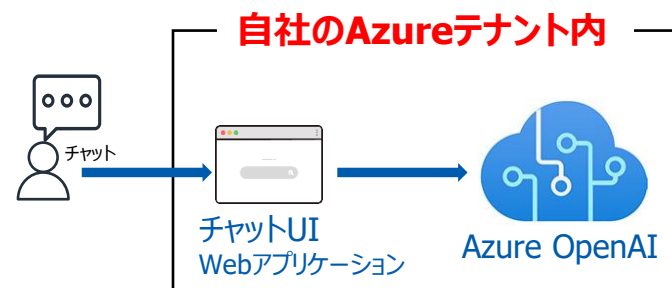 自社のAzureテナント内
チャット
チャットUI
Webアプリケーション
Azure OpenAI